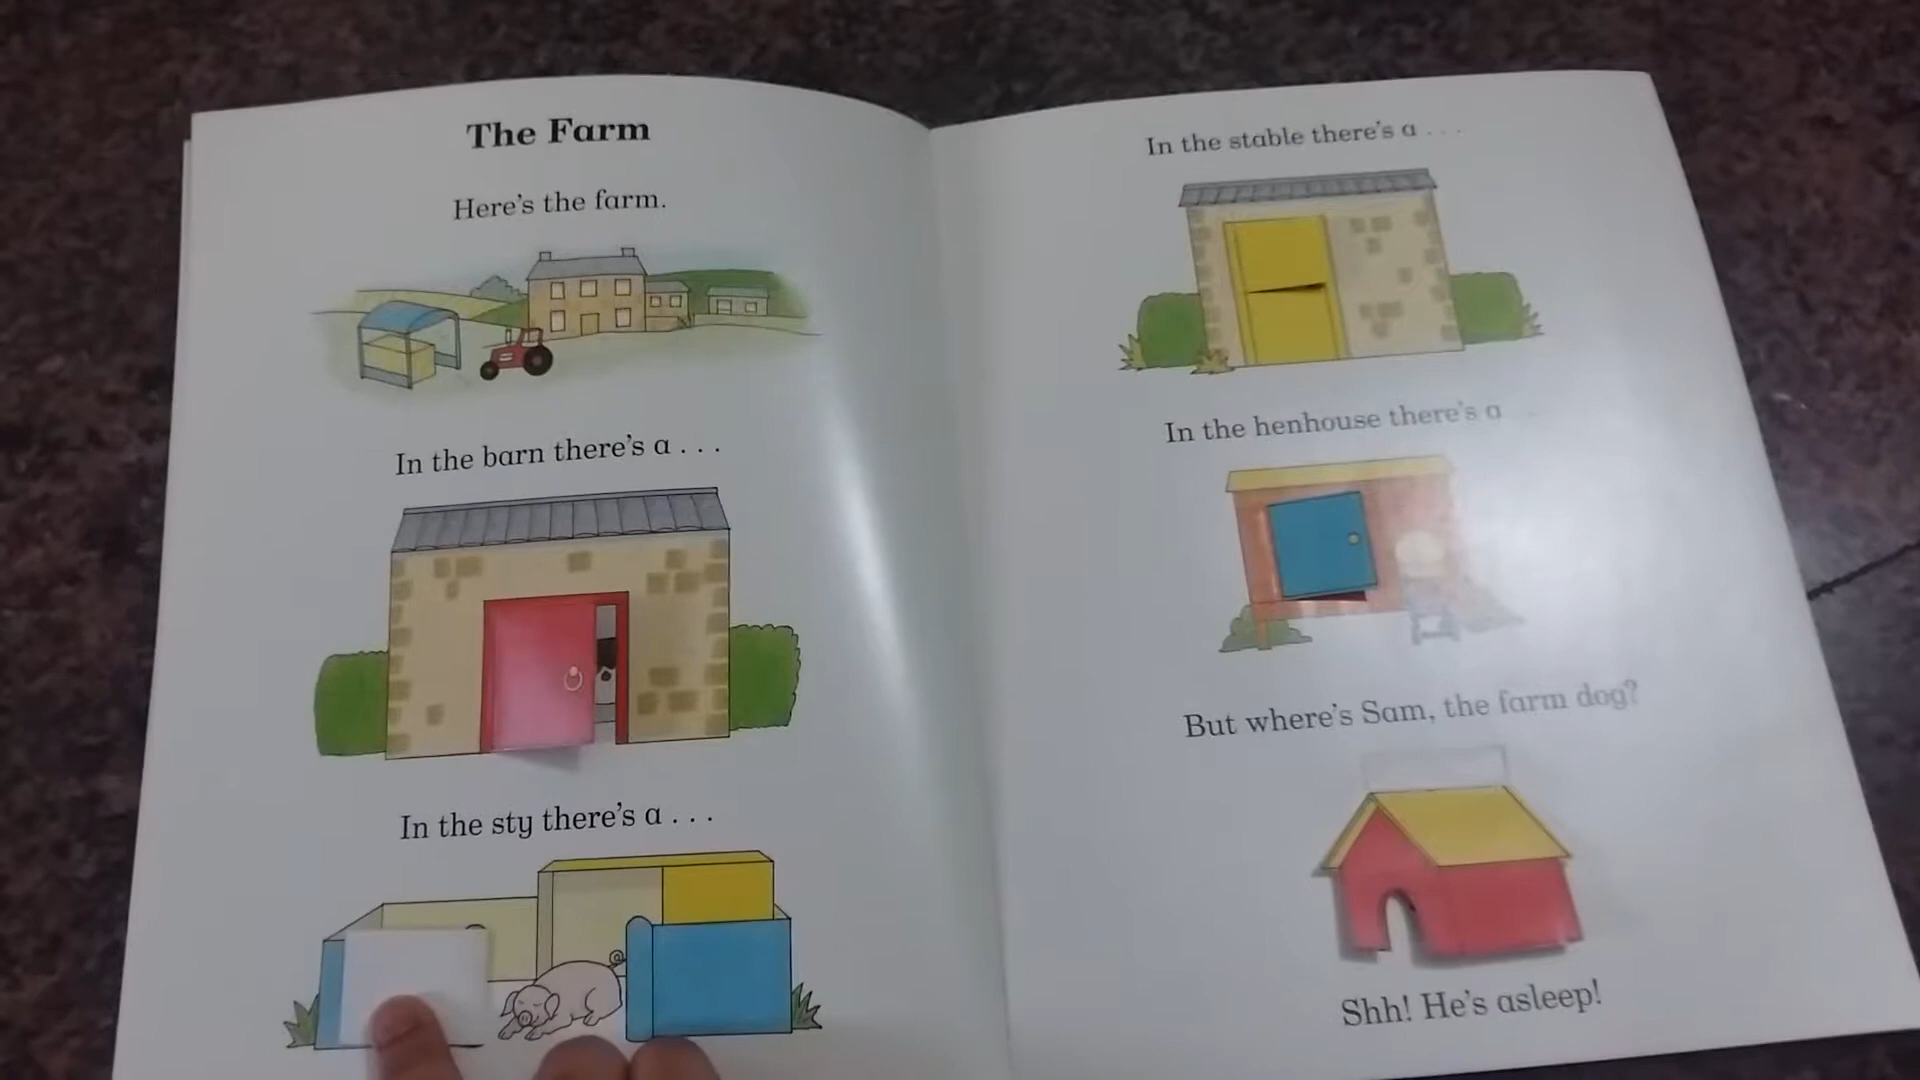 The Farm
Here's the farm.
In the barn there's a . . .
In the sty there's a . . .
In the stable there's a . . .
In the henhouse there's a
But where's Sam, the farm dog?
Shh! He's asleep!